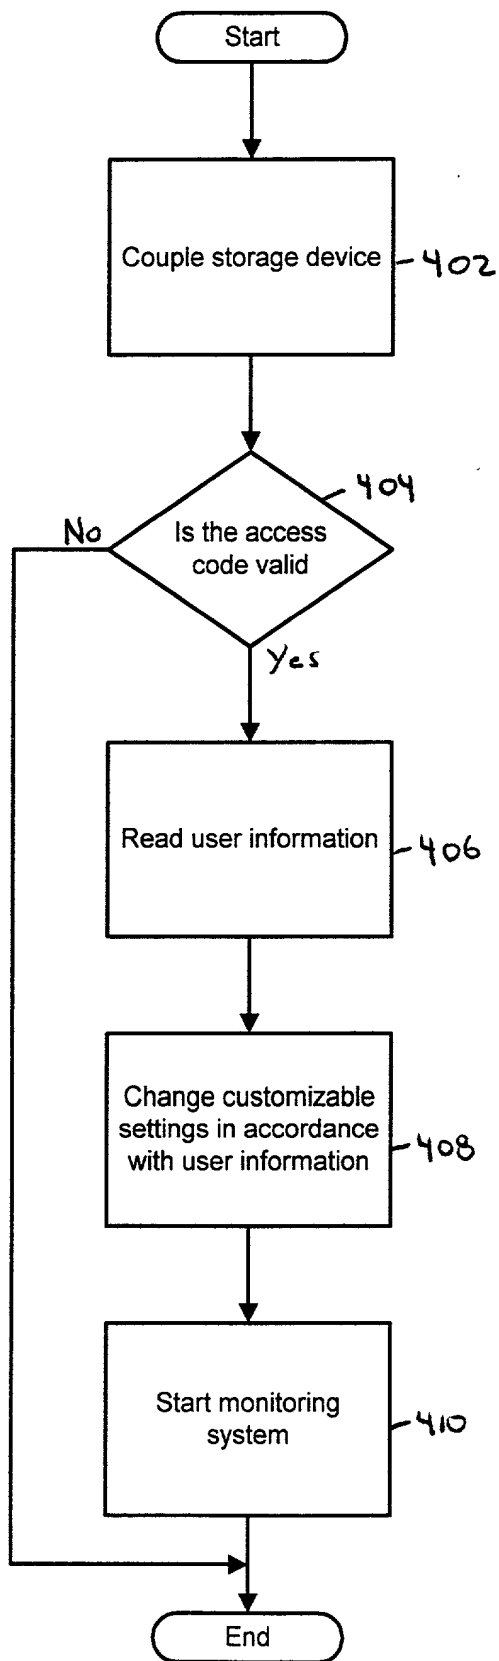 Start
Couple storage device
402
404
No
Is the access
code valid
Yes
Read user information
406
Change customizable
settings in accordance
with user information
408
Start monitoring
system
410
End